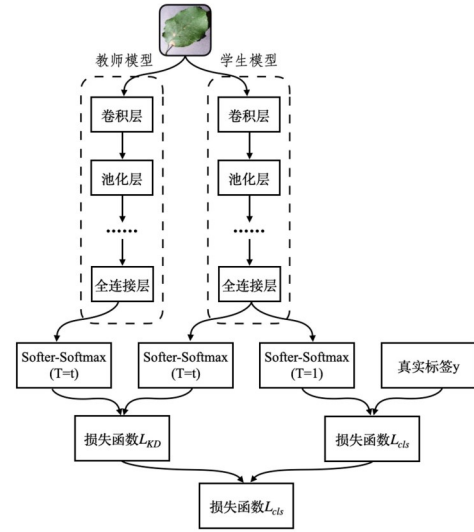 教师模型 学生模型
卷积层 卷积层
池化层 池化层
...... ......
全连接层 全连接层
Softer-Softmax Softer-Softmax Softer-Softmax 真实标签y
(T=t) (T=t) (T=1)
损失函数L_KD 损失函数L_cls
损失函数L_cls